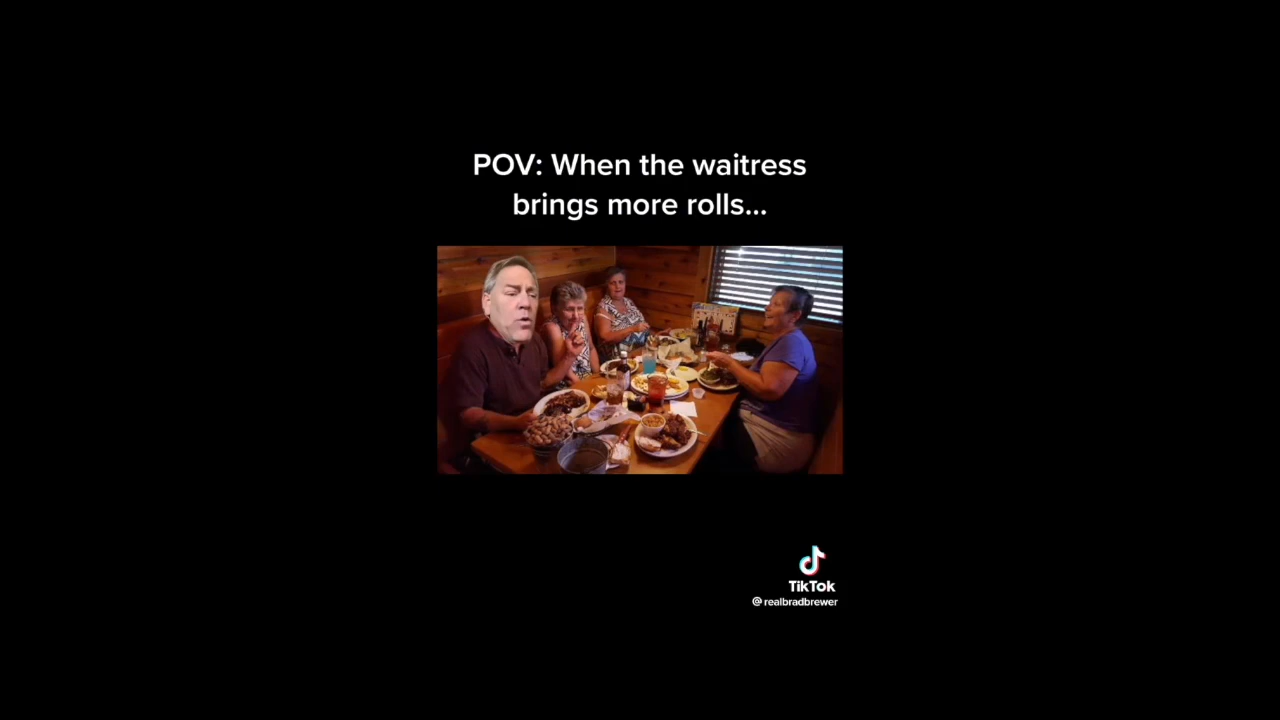 POV: When the waitress
brings more rolls...
TikTok
@realbradbrewer